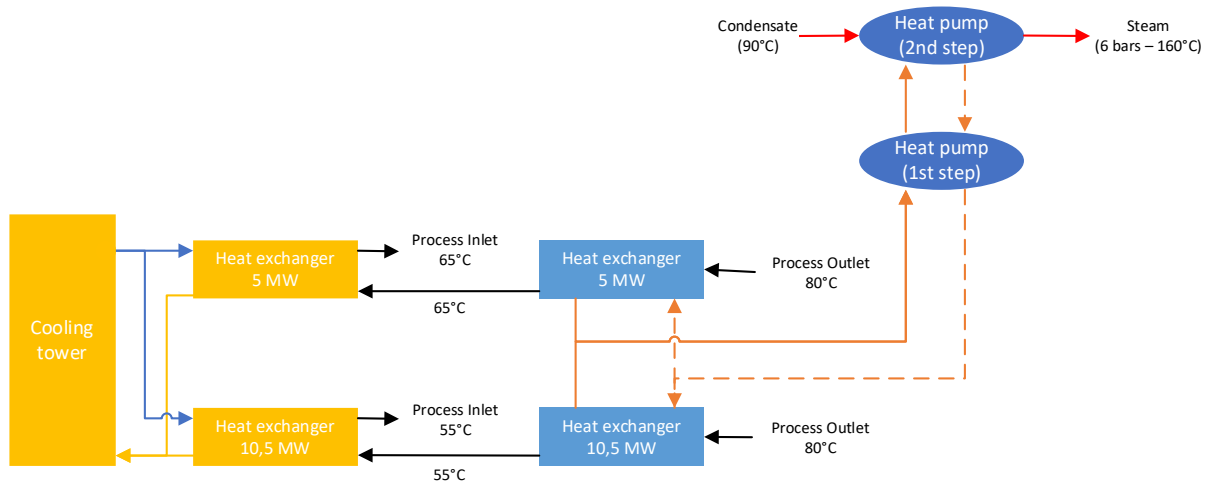 Condensate
(90°C)
Heat pump
(2nd step)
Steam
(6 bars – 160°C)
Heat pump
(1st step)
Cooling
tower
Heat exchanger
5 MW
Process Inlet
65°C
65°C
Heat exchanger
5 MW
Process Outlet
80°C
Heat exchanger
10,5 MW
Process Inlet
55°C
55°C
Heat exchanger
10,5 MW
Process Outlet
80°C